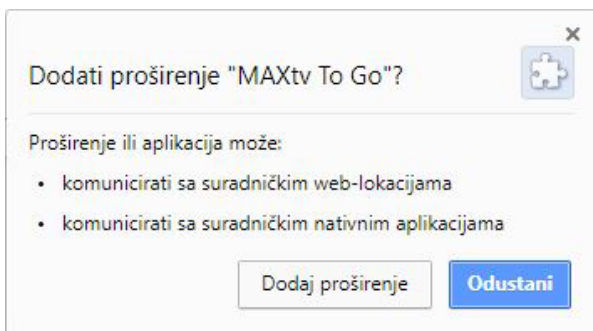 Dodati proširenje "MAXtv To Go"?
Proširenje ili aplikacija može:
• komunicirati sa suradničkim web-lokacijama
• komunicirati sa suradničkim nativnim aplikacijama
Dodaj proširenje Odustani